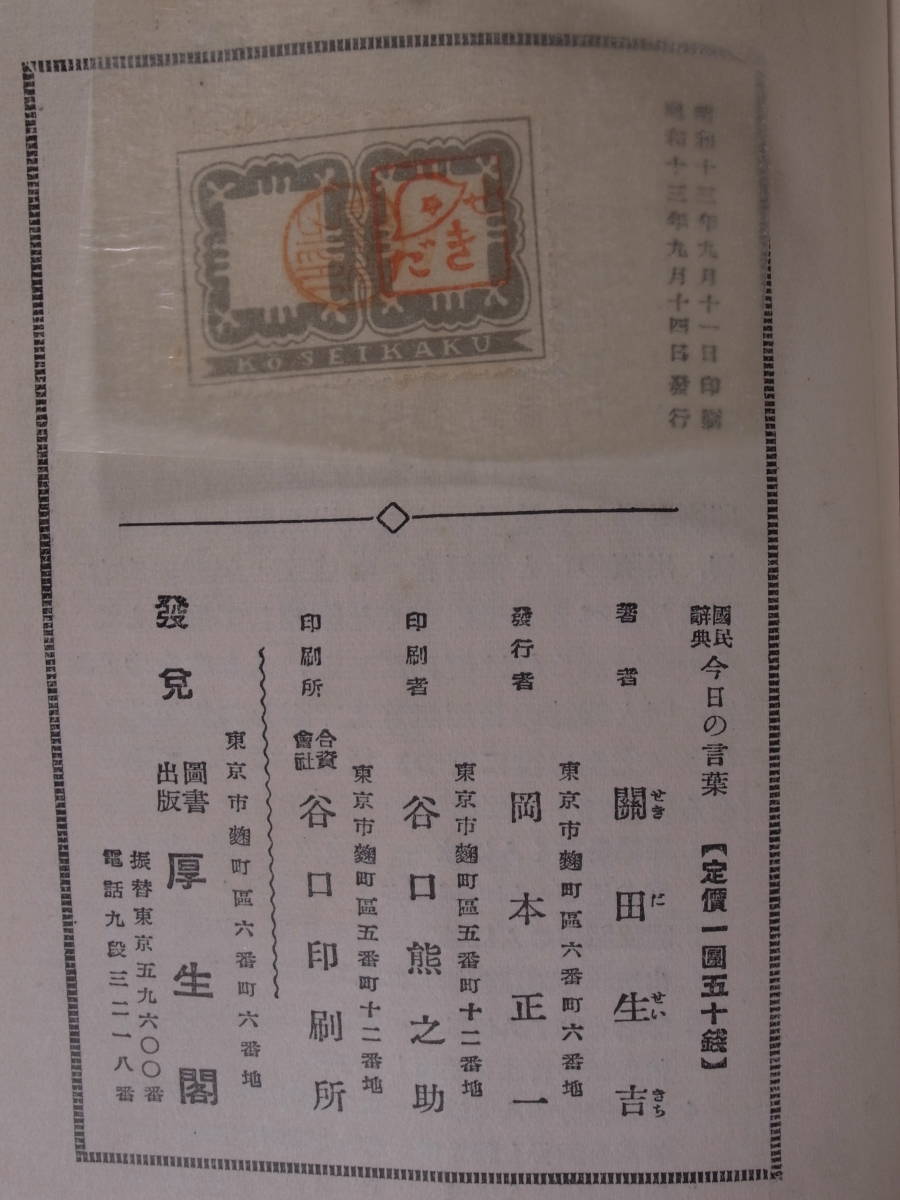 昭和十三年九月十一日印刷
昭和十三年九月十四日發行
せきだ
KōSEIKAKU
國民辭典 今日の言葉 【定價一圓五十錢】
著者 關田生吉
せきだせいきち
東京市麴町區六番町六番地
發行者 岡本正一
東京市麴町區五番町十二番地
印刷者 谷口熊之助
東京市麴町區五番町十二番地
印刷所 合資會社 谷口印刷所
東京市麴町區六番町六番地
發兌 圖書出版 厚生閣
振替東京五九六〇〇番
電話九段三二一八番